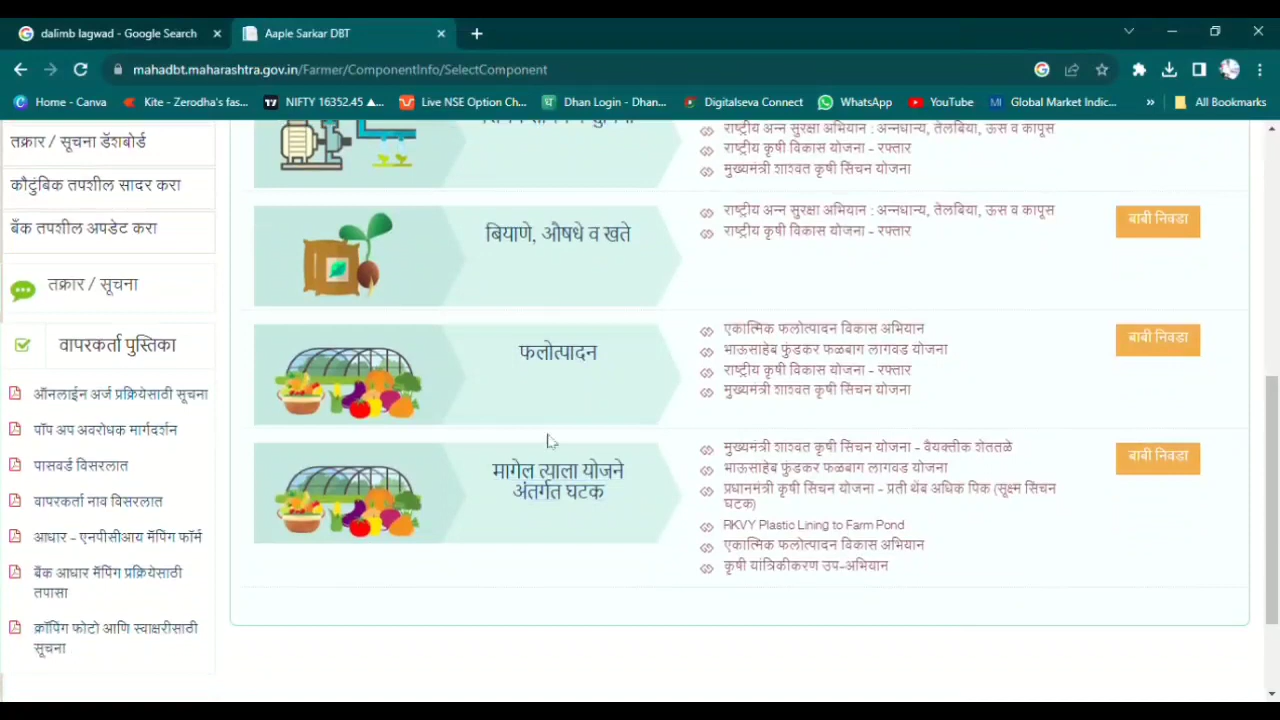 dalimb lagwad - Google Search
Aaple Sarkar DBT
mahadbt.maharashtra.gov.in/Farmer/ComponentInfo/SelectComponent
Home - Canva
Kite - Zerodha's fas...
NIFTY 16352.45 ▲...
Live NSE Option Ch...
Dhan Login - Dhan...
Digitalseva Connect
WhatsApp
YouTube
Global Market Indic...
»
All Bookmarks
तक्रार / सूचना डॅशबोर्ड
कौटुंबिक तपशील सादर करा
बँक तपशील अपडेट करा
तक्रार / सूचना
वापरकर्ता पुस्तिका
ऑनलाईन अर्ज प्रक्रियेसाठी सूचना
पॉप अप अवरोधक मार्गदर्शन
पासवर्ड विसरलात
वापरकर्ता नाव विसरलात
आधार - एनपीसीआय मॅपिंग फॉर्म
बँक आधार मॅपिंग प्रक्रियेसाठी
तपासा
क्रॉपिंग फोटो आणि स्वाक्षरीसाठी
सूचना
राष्ट्रीय अन्न सुरक्षा अभियान : अन्नधान्य, तेलबिया, ऊस व कापूस
राष्ट्रीय कृषी विकास योजना - रफ्तार
मुख्यमंत्री शाश्वत कृषी सिंचन योजना
बियाणे, औषधे व खते
राष्ट्रीय अन्न सुरक्षा अभियान : अन्नधान्य, तेलबिया, ऊस व कापूस
राष्ट्रीय कृषी विकास योजना - रफ्तार
बाबी निवडा
फलोत्पादन
एकात्मिक फलोत्पादन विकास अभियान
भाऊसाहेब फुंडकर फळबाग लागवड योजना
राष्ट्रीय कृषी विकास योजना - रफ्तार
मुख्यमंत्री शाश्वत कृषी सिंचन योजना
बाबी निवडा
मागेल त्याला योजने
अंतर्गत घटक
मुख्यमंत्री शाश्वत कृषी सिंचन योजना - वैयक्तीक शेततळे
भाऊसाहेब फुंडकर फळबाग लागवड योजना
प्रधानमंत्री कृषी सिंचन योजना - प्रती थेंब अधिक पिक (सूक्ष्म सिंचन
घटक)
RKVY Plastic Lining to Farm Pond
एकात्मिक फलोत्पादन विकास अभियान
कृषी यांत्रिकीकरण उप-अभियान
बाबी निवडा